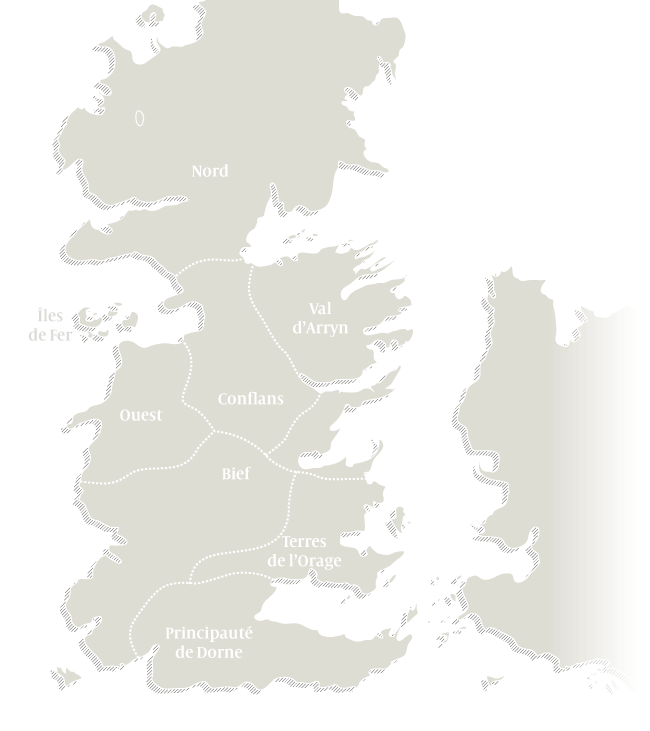 Nord
Îles
de Fer
Val
d'Arryn
Conflans
Ouest
Bief
Terres
de l'Orage
Principauté
de Dorne